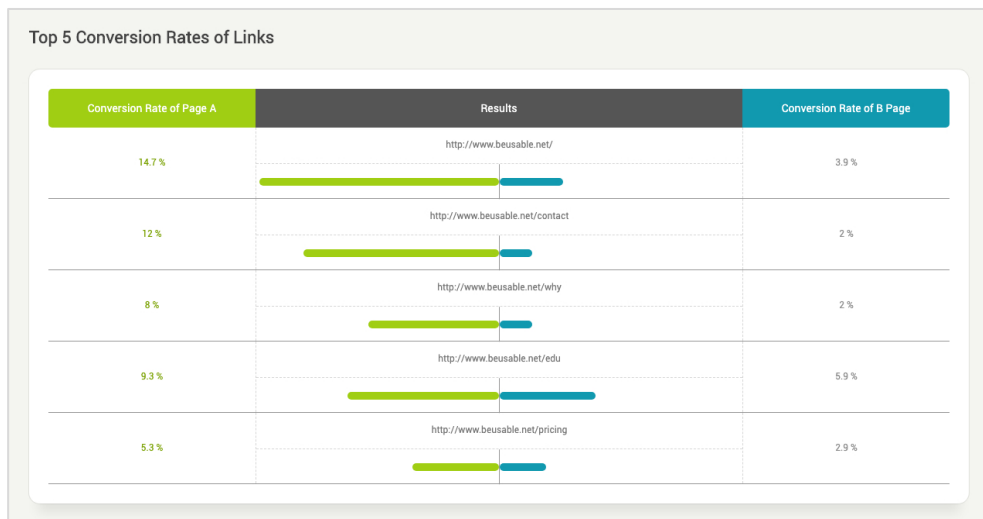 Top 5 Conversion Rates of Links
Conversion Rate of Page A
Results
Conversion Rate of B Page
http://www.beusable.net/
14.7 %
3.9 %
http://www.beusable.net/contact
12 %
2 %
http://www.beusable.net/why
8 %
2 %
http://www.beusable.net/edu
9.3 %
5.9 %
http://www.beusable.net/pricing
5.3 %
2.9 %